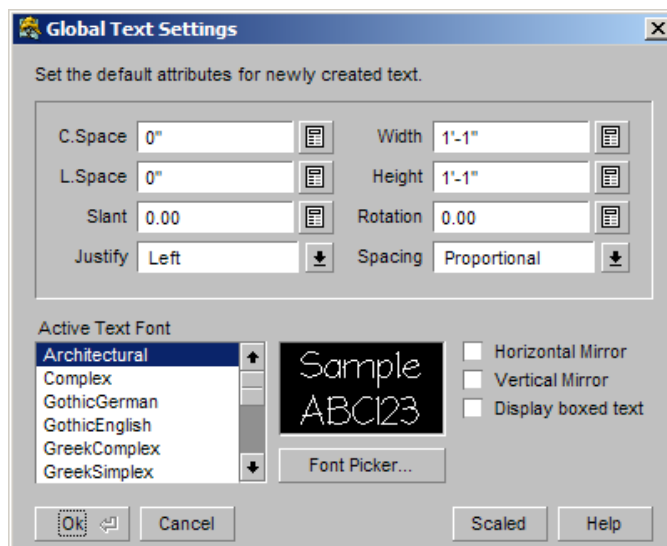 Global Text Settings
Set the default attributes for newly created text.
C.Space 0" Width 1'-1"
L.Space 0" Height 1'-1"
Slant 0.00 Rotation 0.00
Justify Left Spacing Proportional
Active Text Font
Architectural
Complex
GothicGerman
GothicEnglish
GreekComplex
GreekSimplex
Sample
ABC123
Font Picker...
Horizontal Mirror
Vertical Mirror
Display boxed text
Ok Cancel Scaled Help